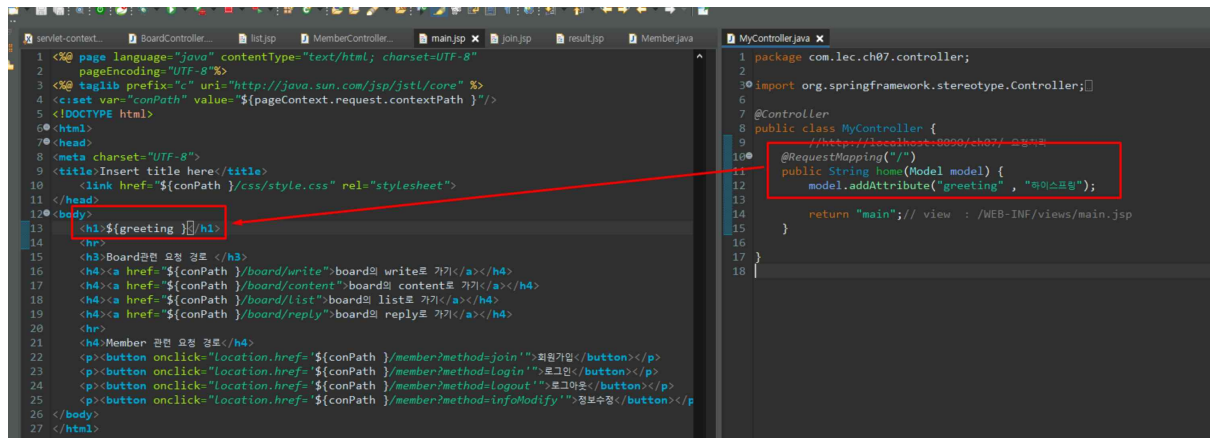 servlet-context... BoardController.... list.jsp MemberController... main.jsp join.jsp result.jsp Member.java
1 <%@ page language="java" contentType="text/html; charset=UTF-8"
2 pageEncoding="UTF-8"%>
3 <%@ taglib prefix="c" uri="http://java.sun.com/jsp/jstl/core" %>
4 <c:set var="conPath" value="${pageContext.request.contextPath }"/>
5 <!DOCTYPE html>
6 <html>
7 <head>
8 <meta charset="UTF-8">
9 <title>Insert title here</title>
10 <link href="${conPath }/css/style.css" rel="stylesheet">
11 </head>
12 <body>
13 <h1>${greeting }</h1>
14 <hr>
15 <h3>Board관련 요청 경로 </h3>
16 <h4><a href="${conPath }/board/write">board의 write로 가기</a></h4>
17 <h4><a href="${conPath }/board/content">board의 content로 가기</a></h4>
18 <h4><a href="${conPath }/board/list">board의 list로 가기</a></h4>
19 <h4><a href="${conPath }/board/reply">board의 reply로 가기</a></h4>
20 <hr>
21 <h4>Member 관련 요청 경로</h4>
22 <p><button onclick="location.href='${conPath }/member?method=join'">회원가입</button></p>
23 <p><button onclick="location.href='${conPath }/member?method=login'">로그인</button></p>
24 <p><button onclick="location.href='${conPath }/member?method=logout'">로그아웃</button></p>
25 <p><button onclick="location.href='${conPath }/member?method=infoModify'">정보수정</button></p
26 </body>
27 </html>
MyController.java
1 package com.lec.ch07.controller;
2
3 import org.springframework.stereotype.Controller;
6
7 @Controller
8 public class MyController {
9 //http://localhost:8090/ch07/ 요청처리
10 @RequestMapping("/")
11 public String home(Model model) {
12 model.addAttribute("greeting" , "하이스프링");
13
14 return "main";// view : /WEB-INF/views/main.jsp
15 }
16
17 }
18